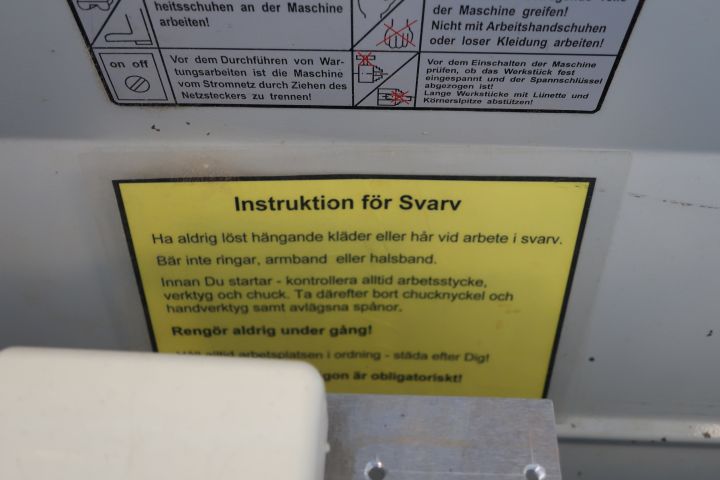 heitsschuhen an der Maschine
arbeiten!
der Maschine greifen!
Nicht mit Arbeitshandschuhen
oder loser Kleidung arbeiten!
on off
Vor dem Durchführen von War-
tungsarbeiten ist die Maschine
vom Stromnetz durch Ziehen des
Netzsteckers zu trennen!
Vor dem Einschalten der Maschine
prüfen, ob das Werkstück fest
eingespannt und der Spannschlüssel
abgezogen ist!
Lange Werkstücke mit Lünette und
Körnerspitze abstützen!
Instruktion för Svarv
Ha aldrig löst hängande kläder eller hår vid arbete i svarv.
Bär inte ringar, armband eller halsband.
Innan Du startar - kontrollera alltid arbetsstycke,
verktyg och chuck. Ta därefter bort chucknyckel och
handverktyg samt avlägsna spånor.
Rengör aldrig under gång!
alltid arbetsplatsen i ordning - städa efter Dig!
är obligatoriskt!